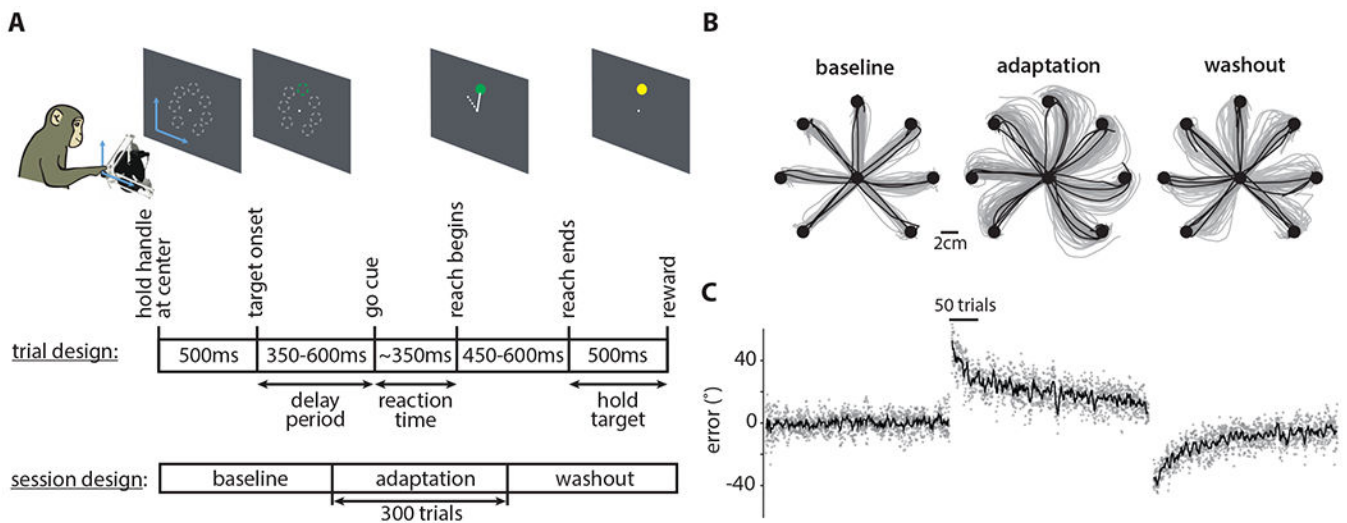 A
hold handle
at center
target onset
go cue
reach begins
reach ends
reward
trial design:
500ms
350-600ms
~350ms
450-600ms
500ms
delay
period
reaction
time
hold
target
session design:
baseline
adaptation
washout
300 trials
B
baseline
adaptation
washout
2cm
C
50 trials
error (°)
40
0
-40